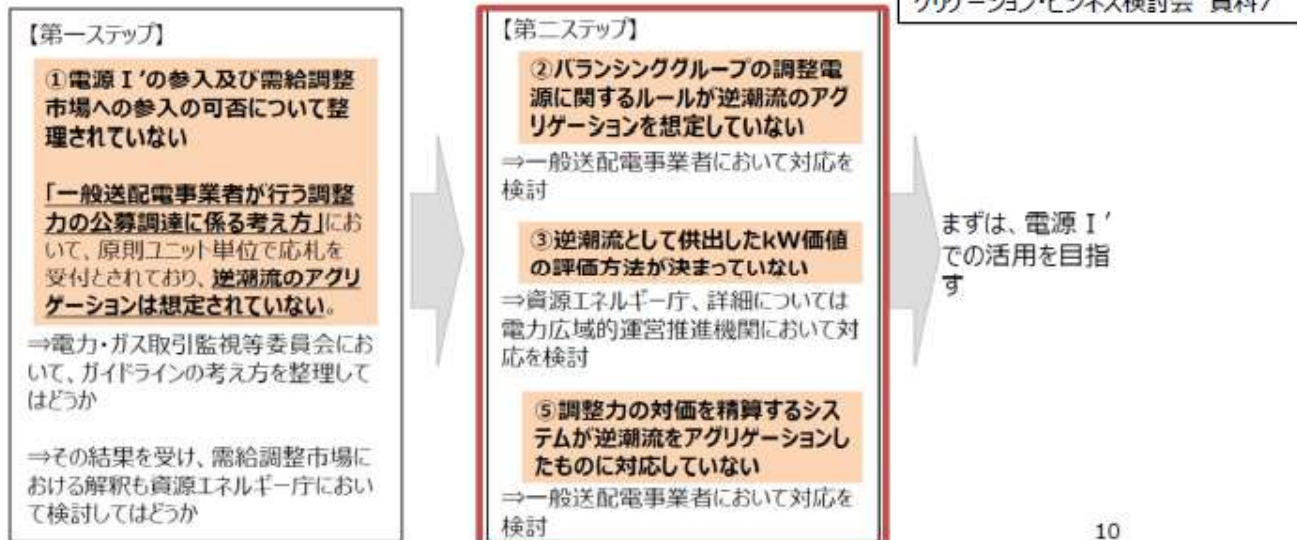 グリゲーション・ビジネス検討会 資料7
【第一ステップ】
①電源Ⅰ′の参入及び需給調整
市場への参入の可否について整
理されていない
「一般送配電事業者が行う調整
力の公募調達に係る考え方」にお
いて、原則ユニット単位で応札を
受付とされており、逆潮流のアグリ
ゲーションは想定されていない。
⇒電力・ガス取引監視等委員会にお
いて、ガイドラインの考え方を整理して
はどうか
⇒その結果を受け、需給調整市場に
おける解釈も資源エネルギー庁におい
て検討してはどうか
【第二ステップ】
②バランシンググループの調整電
源に関するルールが逆潮流のアグ
リゲーションを想定していない
⇒一般送配電事業者において対応を
検討
③逆潮流として供出したkW価値
の評価方法が決まっていない
⇒資源エネルギー庁、詳細については
電力広域的運営推進機関において対
応を検討
⑤調整力の対価を精算するシス
テムが逆潮流をアグリゲーションし
たものに対応していない
⇒一般送配電事業者において対応を
検討
まずは、電源Ⅰ′
での活用を目指
す
10